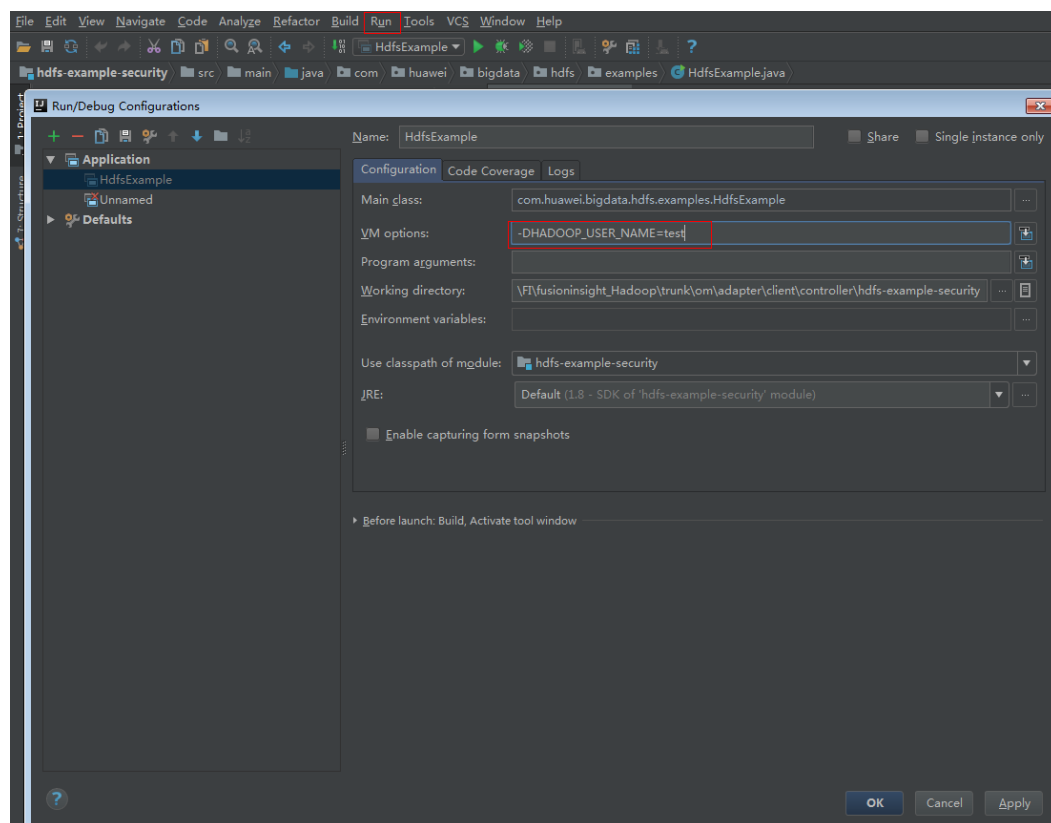 File Edit View Navigate Code Analyze Refactor Build Run Tools VCS Window Help
HdfsExample
hdfs-example-security src main java com huawei bigdata hdfs examples HdfsExample.java
1: Project
Run/Debug Configurations
Name: HdfsExample Share Single instance only
Application
HdfsExample
Unnamed
Defaults
7: Structure
Configuration Code Coverage Logs
Main class: com.huawei.bigdata.hdfs.examples.HdfsExample ...
VM options: -DHADOOP_USER_NAME=test
Program arguments:
Working directory: \FI\fusioninsight_Hadoop\trunk\om\adapter\client\controller\hdfs-example-security ...
Environment variables: ...
Use classpath of module: hdfs-example-security
JRE: Default (1.8 - SDK of 'hdfs-example-security' module) ...
Enable capturing form snapshots
Before launch: Build, Activate tool window
? OK Cancel Apply